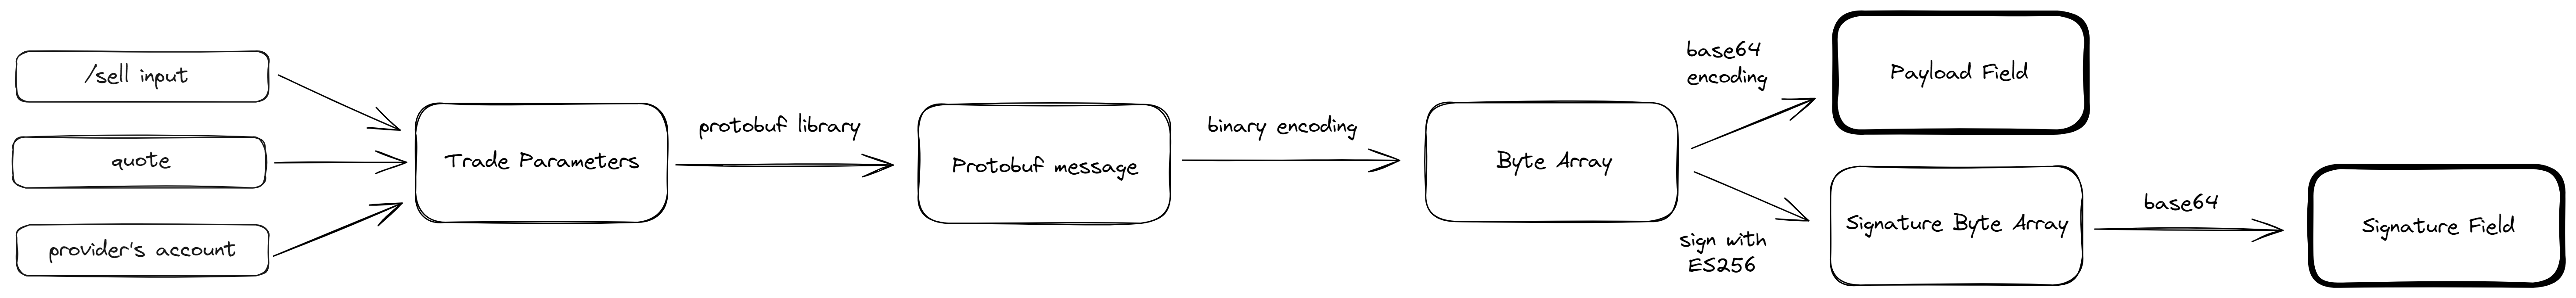 /sell input
quote
provider's account
Trade Parameters
protobuf library
Protobuf message
binary encoding
Byte Array
base64
encoding
Payload Field
sign with
ES256
Signature Byte Array
base64
Signature Field